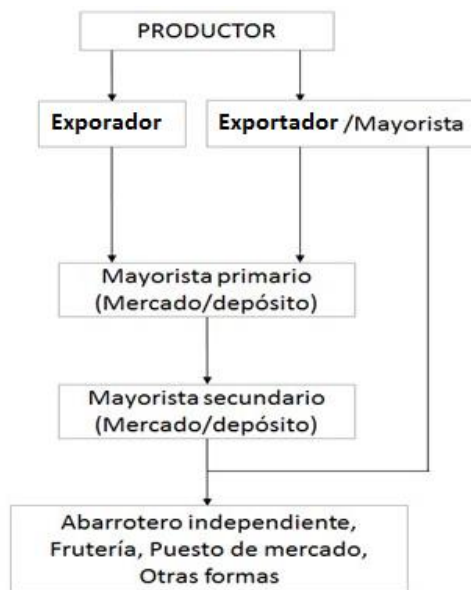 PRODUCTOR
Exporador
Exportador /Mayorista
Mayorista primario
(Mercado/depósito)
Mayorista secundario
(Mercado/depósito)
Abarrotero independiente,
Frutería, Puesto de mercado,
Otras formas